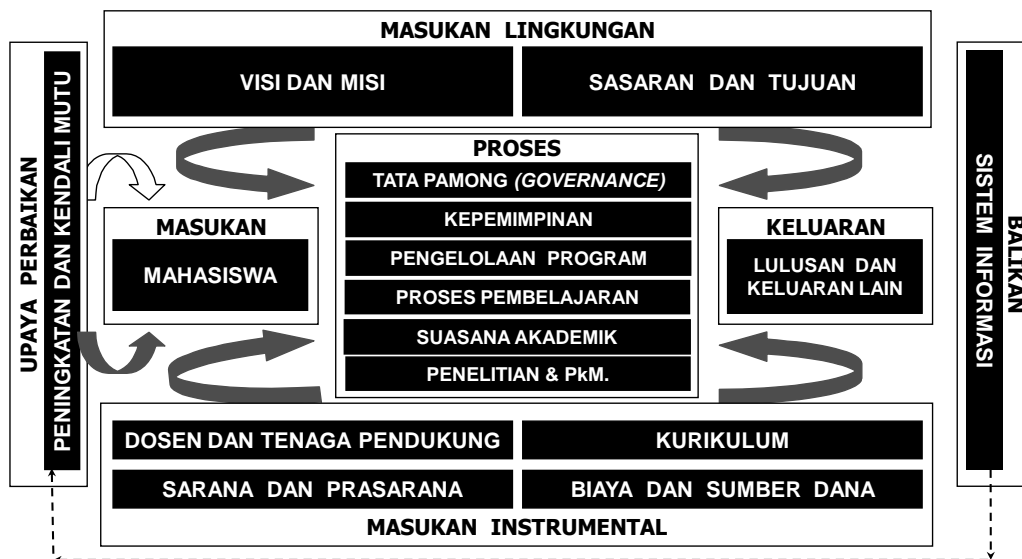 MASUKAN LINGKUNGAN
VISI DAN MISI
SASARAN DAN TUJUAN
UPAYA PERBAIKAN
PENINGKATAN DAN KENDALI MUTU
PROSES
TATA PAMONG (GOVERNANCE)
KEPEMIMPINAN
PENGELOLAAN PROGRAM
PROSES PEMBELAJARAN
SUASANA AKADEMIK
PENELITIAN & PkM.
MASUKAN
MAHASISWA
KELUARAN
LULUSAN DAN
KELUARAN LAIN
SISTEM INFORMASI
BALIKAN
DOSEN DAN TENAGA PENDUKUNG
KURIKULUM
SARANA DAN PRASARANA
BIAYA DAN SUMBER DANA
MASUKAN INSTRUMENTAL